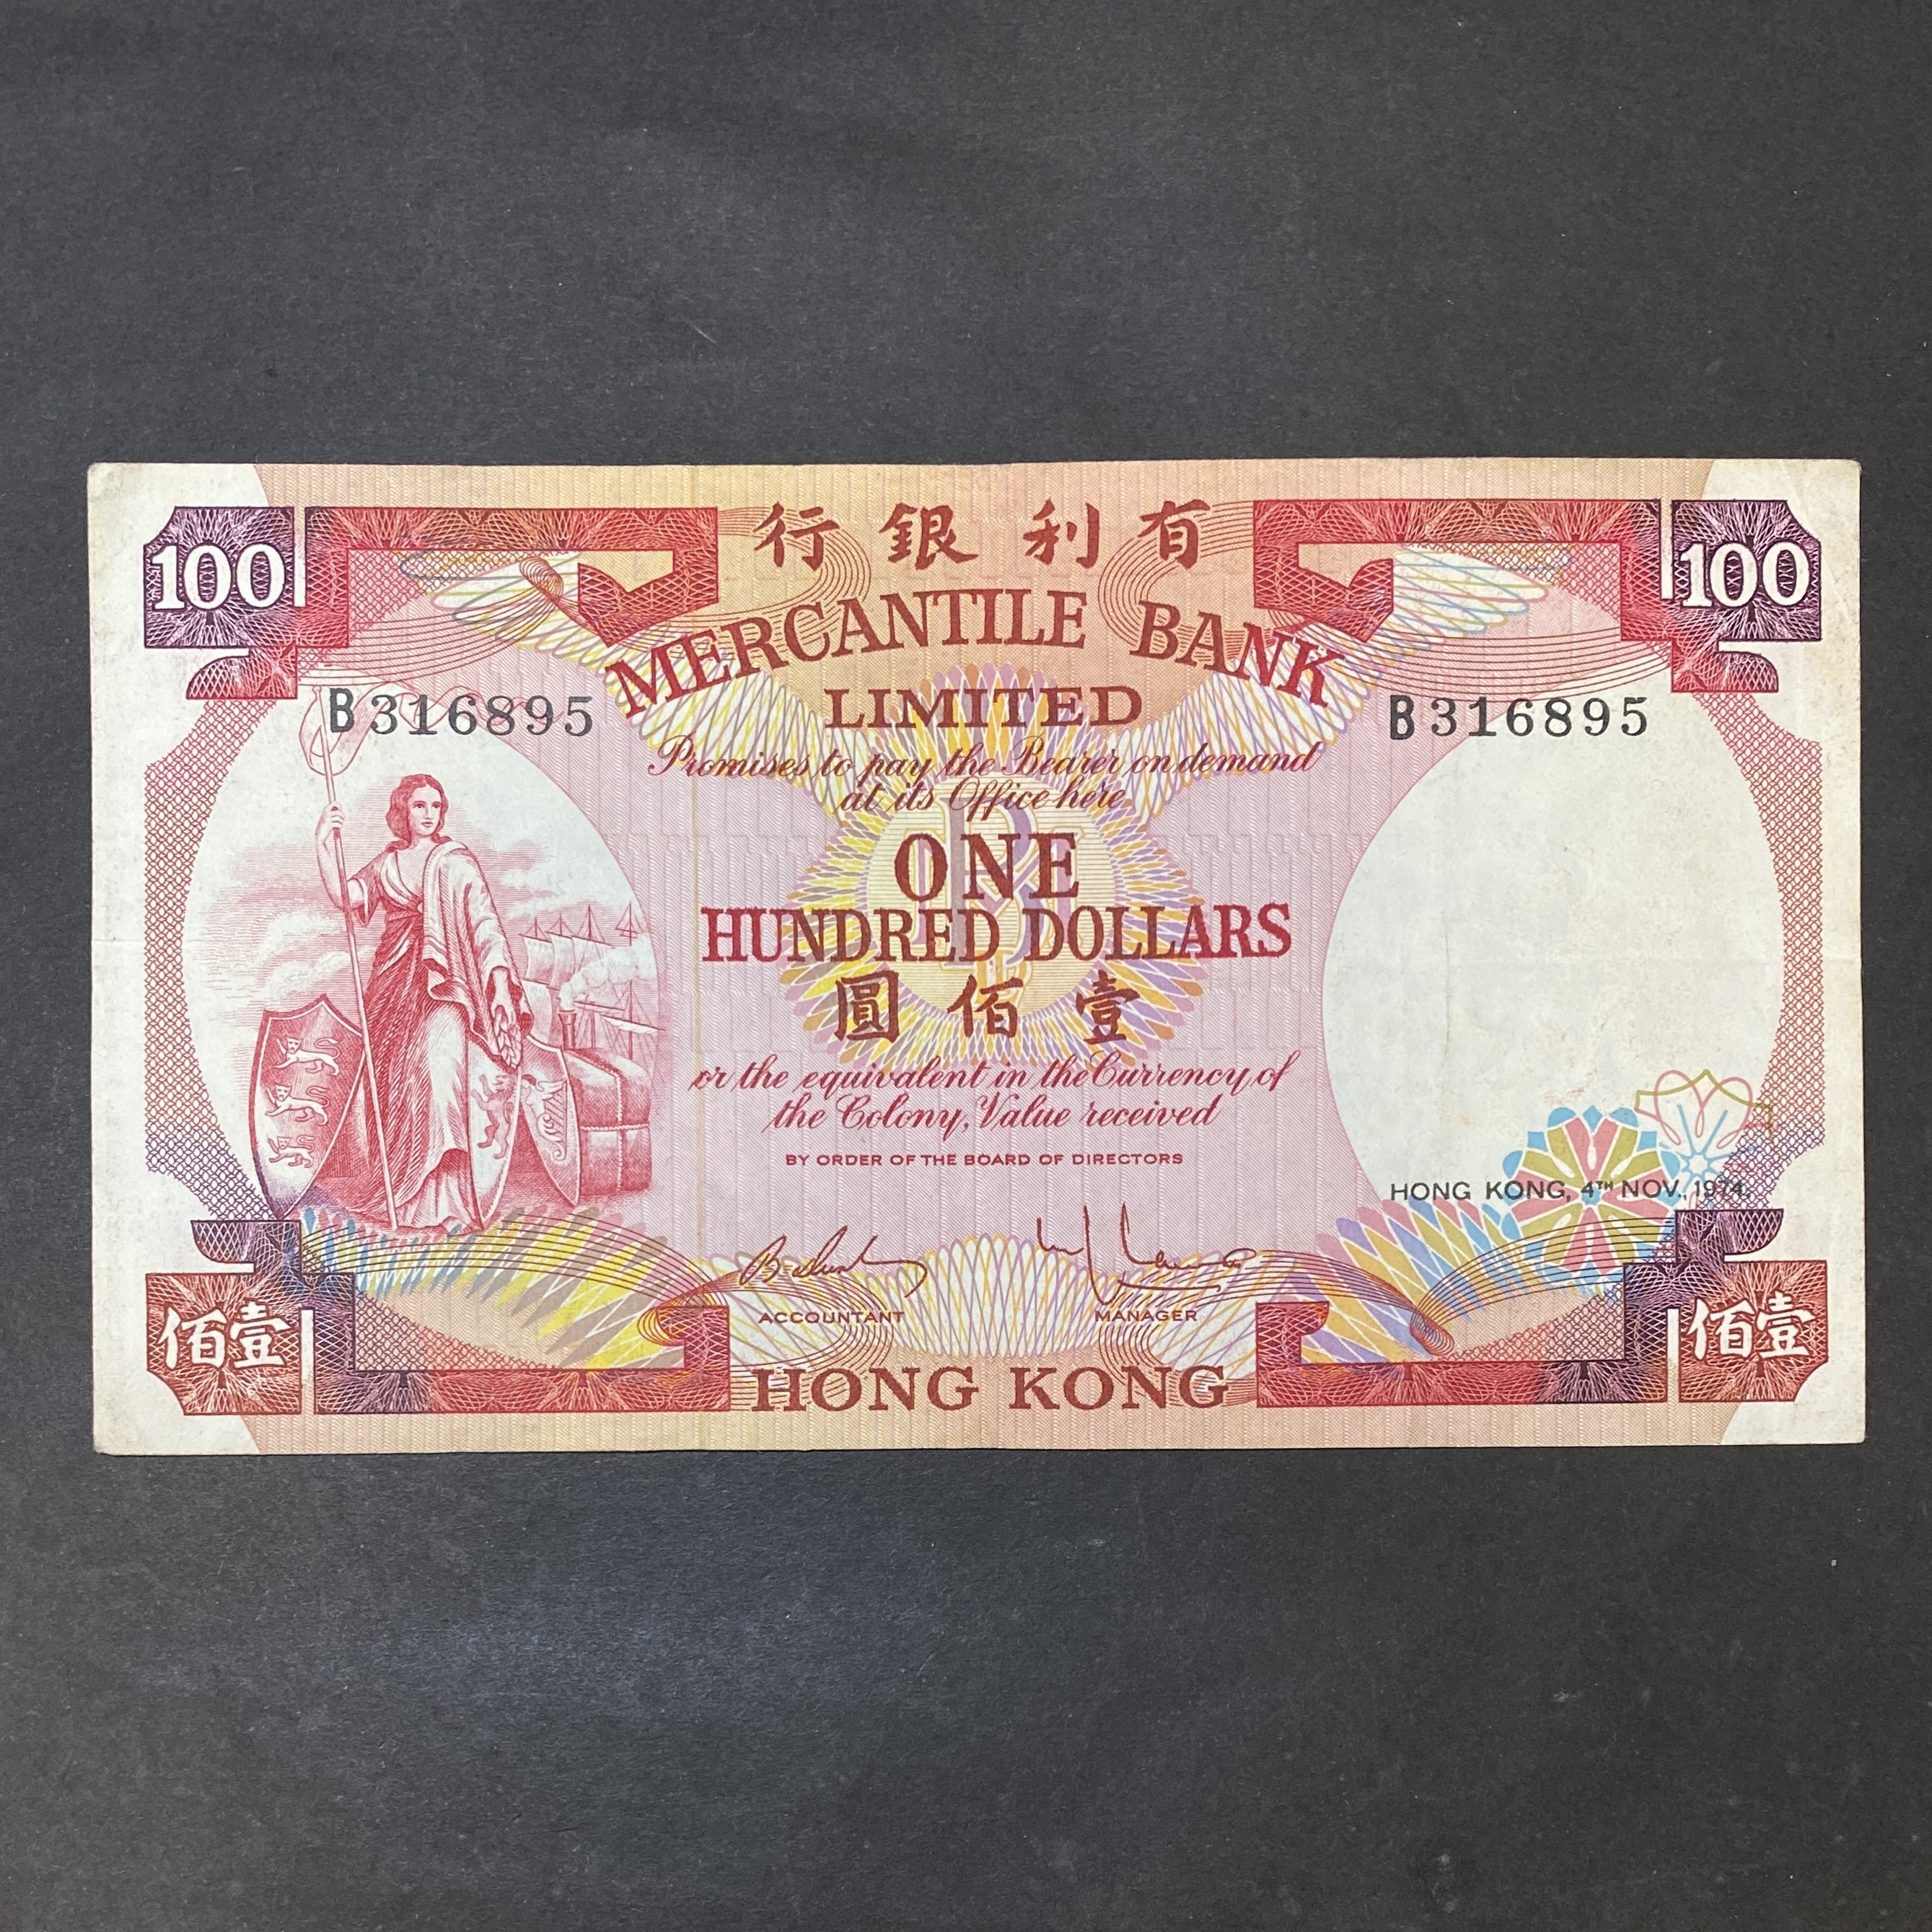 100
行銀利有
100
MERCANTILE BANK
LIMITED
B316895
B316895
Promises to pay the Bearer on demand
at its Office here
ONE
HUNDRED DOLLARS
圓佰壹
or the equivalent in the Currency of
the Colony, Value received
BY ORDER OF THE BOARD OF DIRECTORS
HONG KONG, 4TH NOV., 1974.
ACCOUNTANT
MANAGER
佰壹
佰壹
HONG KONG